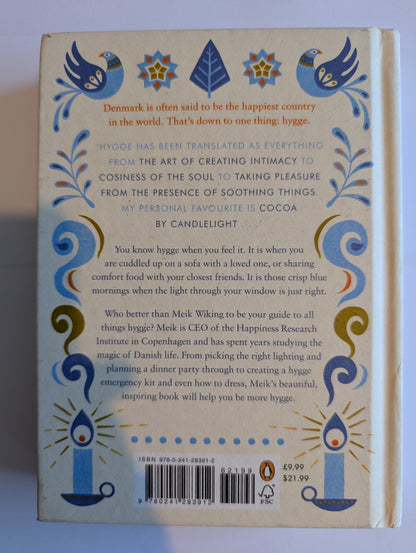 Denmark is often said to be the happiest country
in the world. That's down to one thing: hygge.
'HYGGE HAS BEEN TRANSLATED AS EVERYTHING
FROM THE ART OF CREATING INTIMACY TO
COSINESS OF THE SOUL TO TAKING PLEASURE
FROM THE PRESENCE OF SOOTHING THINGS.
MY PERSONAL FAVOURITE IS COCOA
BY CANDLELIGHT...'
You know hygge when you feel it. It is when you
are cuddled up on a sofa with a loved one, or sharing
comfort food with your closest friends. It is those crisp blue
mornings when the light through your window is just right.
Who better than Meik Wiking to be your guide to all
things hygge? Meik is CEO of the Happiness Research
Institute in Copenhagen and has spent years studying the
magic of Danish life. From picking the right lighting and
planning a dinner party through to creating a hygge
emergency kit and even how to dress, Meik's beautiful,
inspiring book will help you be more hygge.
ISBN 978-0-241-28391-2
62199
9 780241 283912
FSC
£9.99
$21.99